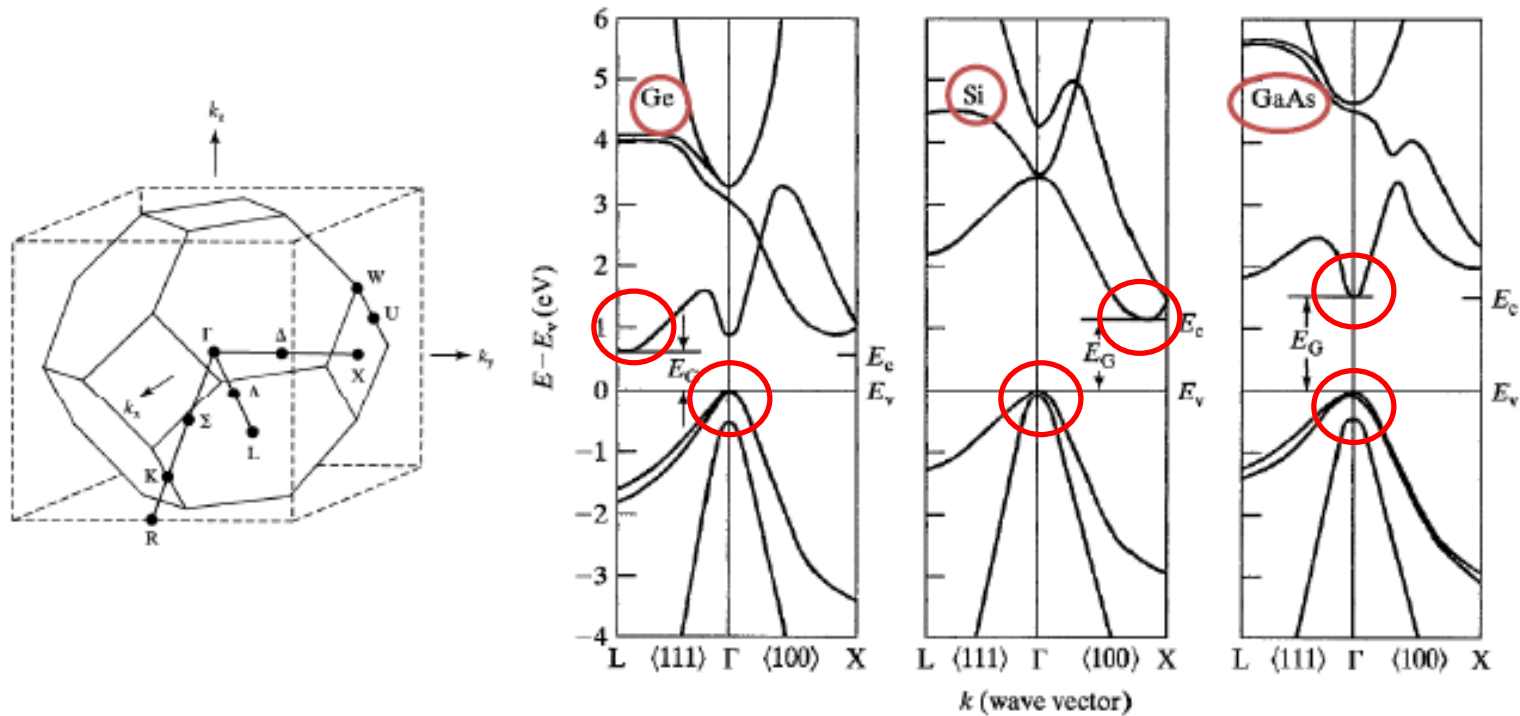 k_z
W
U
Γ
Δ
X
k_y
k_x
Λ
Σ
L
K
R
E − E_v (eV)
6
5
4
3
2
1
0
−1
−2
−3
−4
Ge
E_G
E_c
E_v
L ⟨111⟩ Γ ⟨100⟩ X
Si
E_G
E_c
E_v
L ⟨111⟩ Γ ⟨100⟩ X
GaAs
E_G
E_c
E_v
L ⟨111⟩ Γ ⟨100⟩ X
k (wave vector)